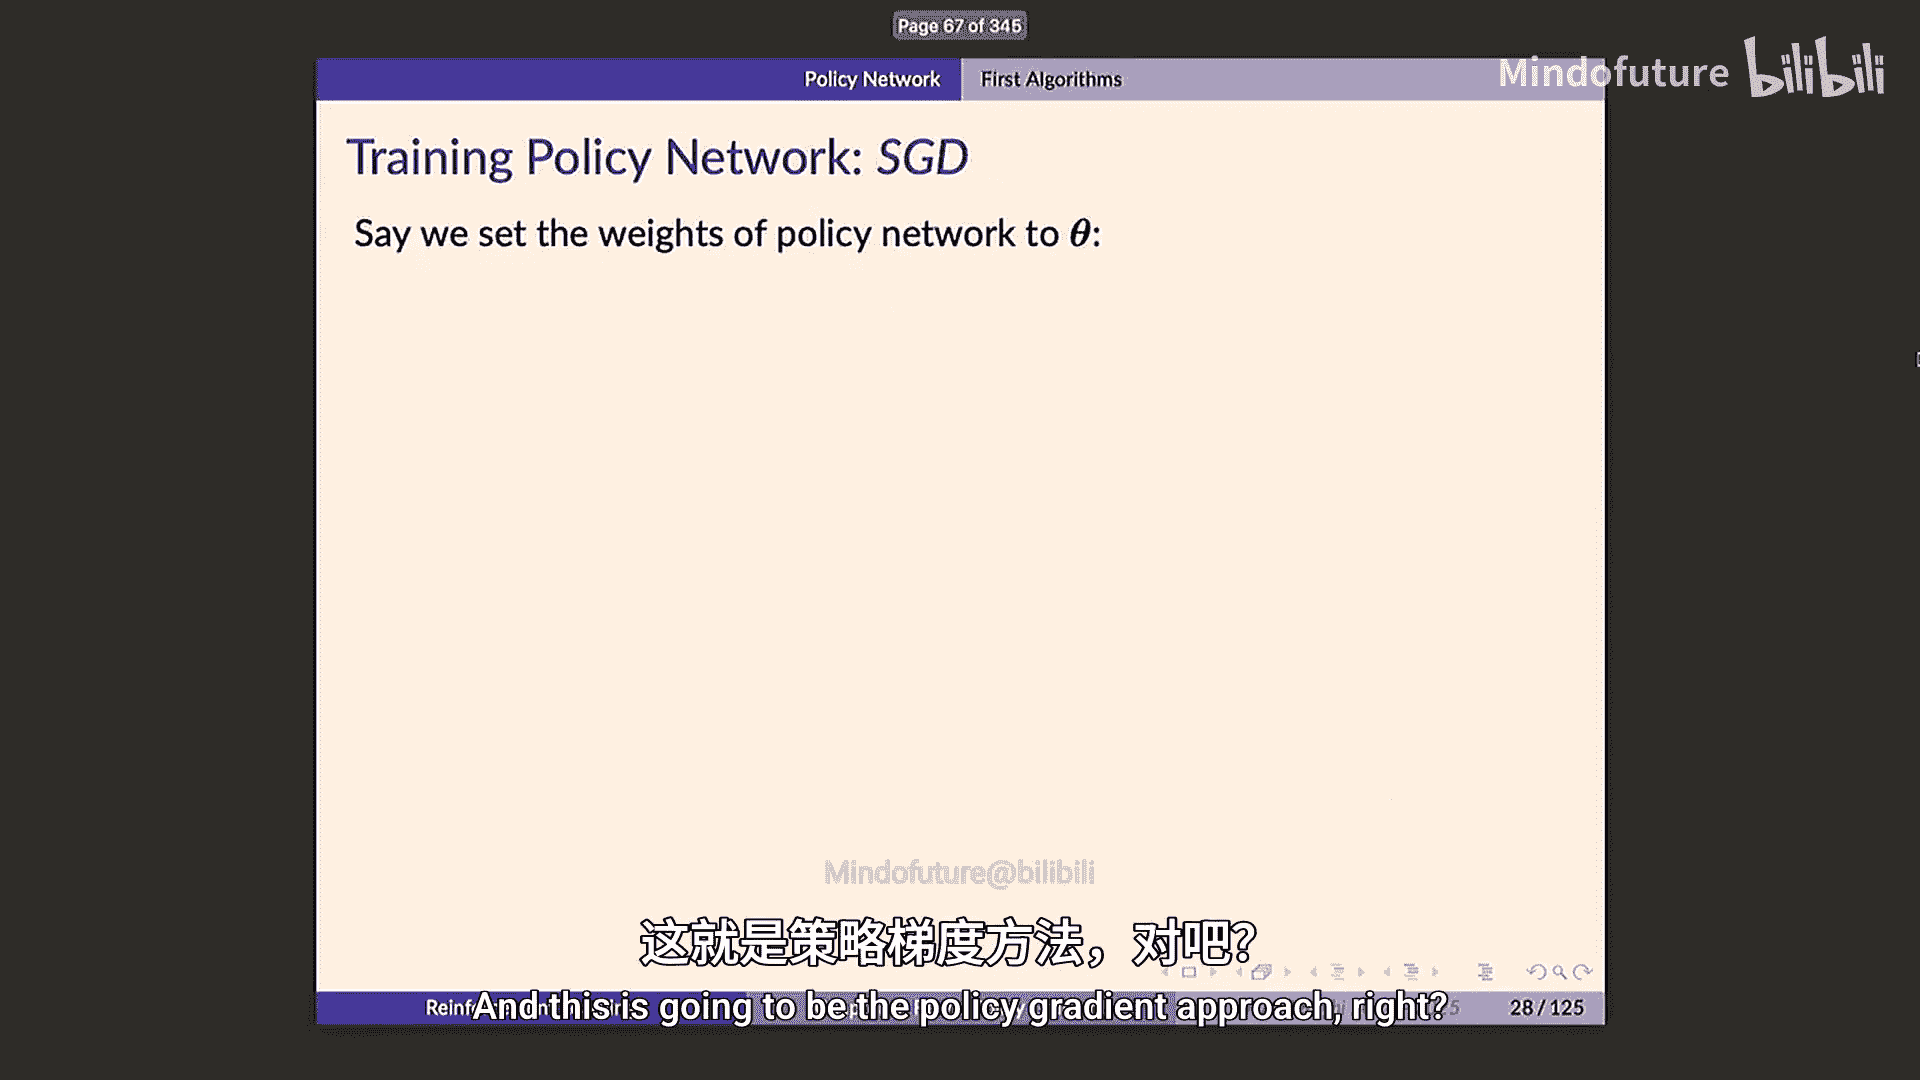 Page 67 of 345
Mindofuture bilibili
Policy Network
First Algorithms
Training Policy Network: SGD
Say we set the weights of policy network to θ:
Mindofuture@bilibili
这就是策略梯度方法，对吧？
And this is going to be the policy gradient approach, right?
28 / 125